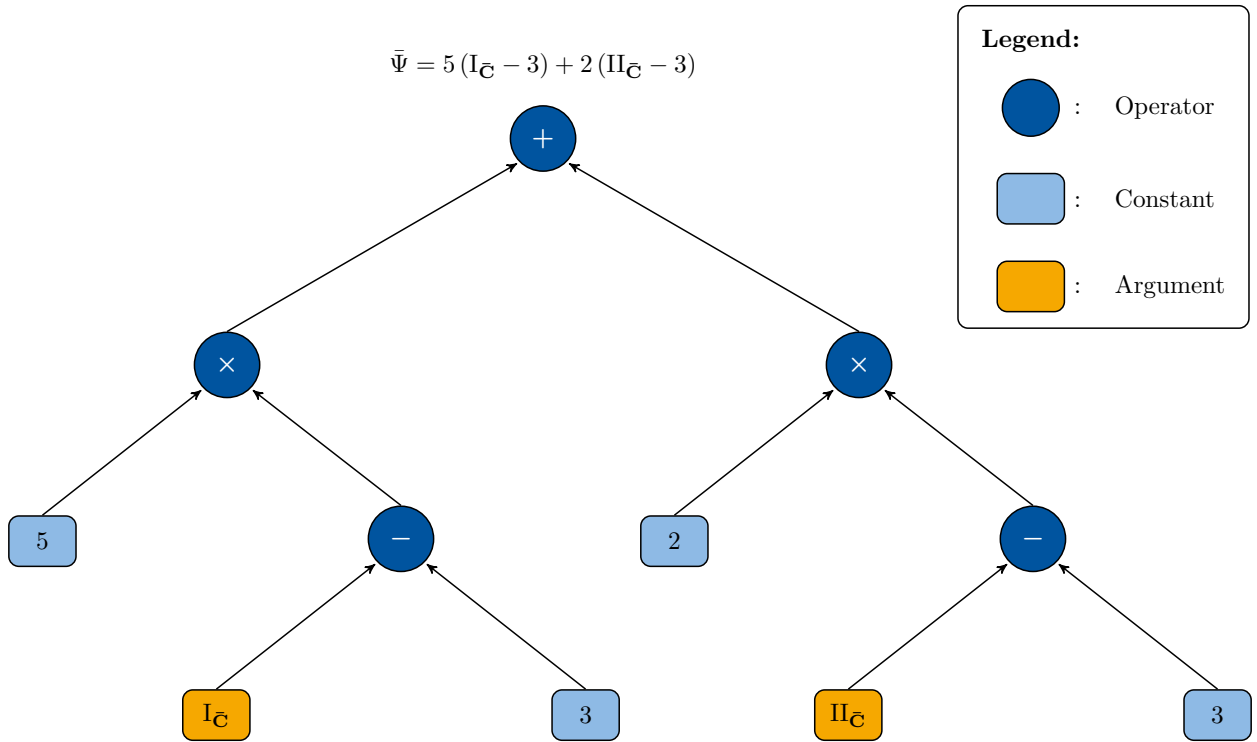 Ψ̄ = 5 (I_C̄ − 3) + 2 (II_C̄ − 3)
Legend:
: Operator
: Constant
: Argument
+
× ×
5 − 2 −
I_C̄ 3 II_C̄ 3